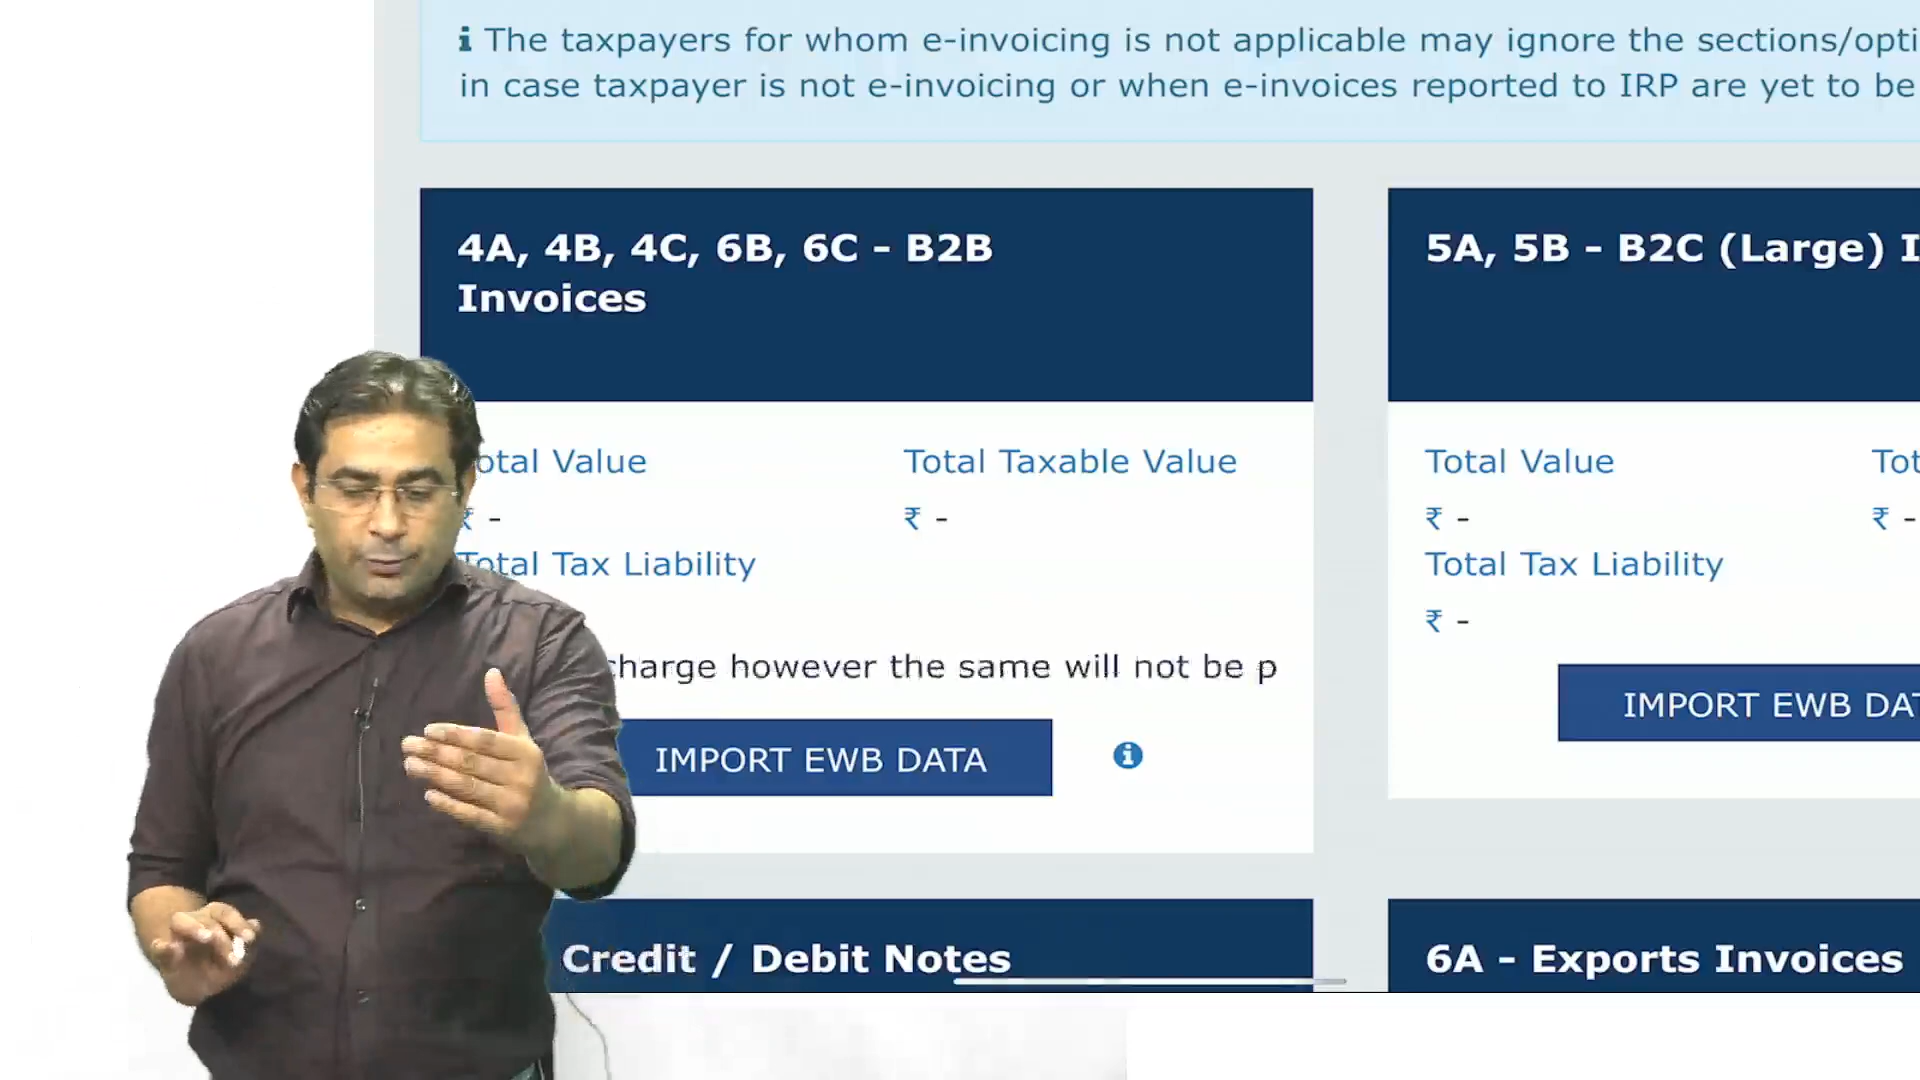 i The taxpayers for whom e-invoicing is not applicable may ignore the sections/opti
in case taxpayer is not e-invoicing or when e-invoices reported to IRP are yet to be
4A, 4B, 4C, 6B, 6C - B2B
Invoices
otal Value
Total Taxable Value
₹ -
₹ -
Total Tax Liability
charge however the same will not be p
IMPORT EWB DATA
i
5A, 5B - B2C (Large) I
Total Value
Tot
₹ -
₹ -
Total Tax Liability
₹ -
IMPORT EWB DAT
Credit / Debit Notes
6A - Exports Invoices